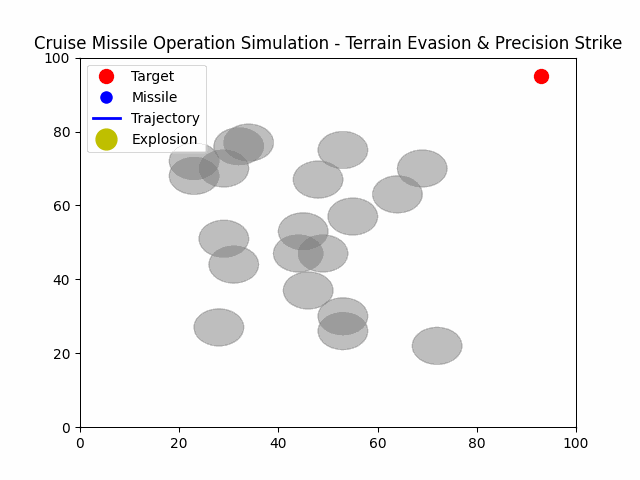 Cruise Missile Operation Simulation - Terrain Evasion & Precision Strike
100
Target
Missile
Trajectory
Explosion
80
60
40
20
0
0 20 40 60 80 100